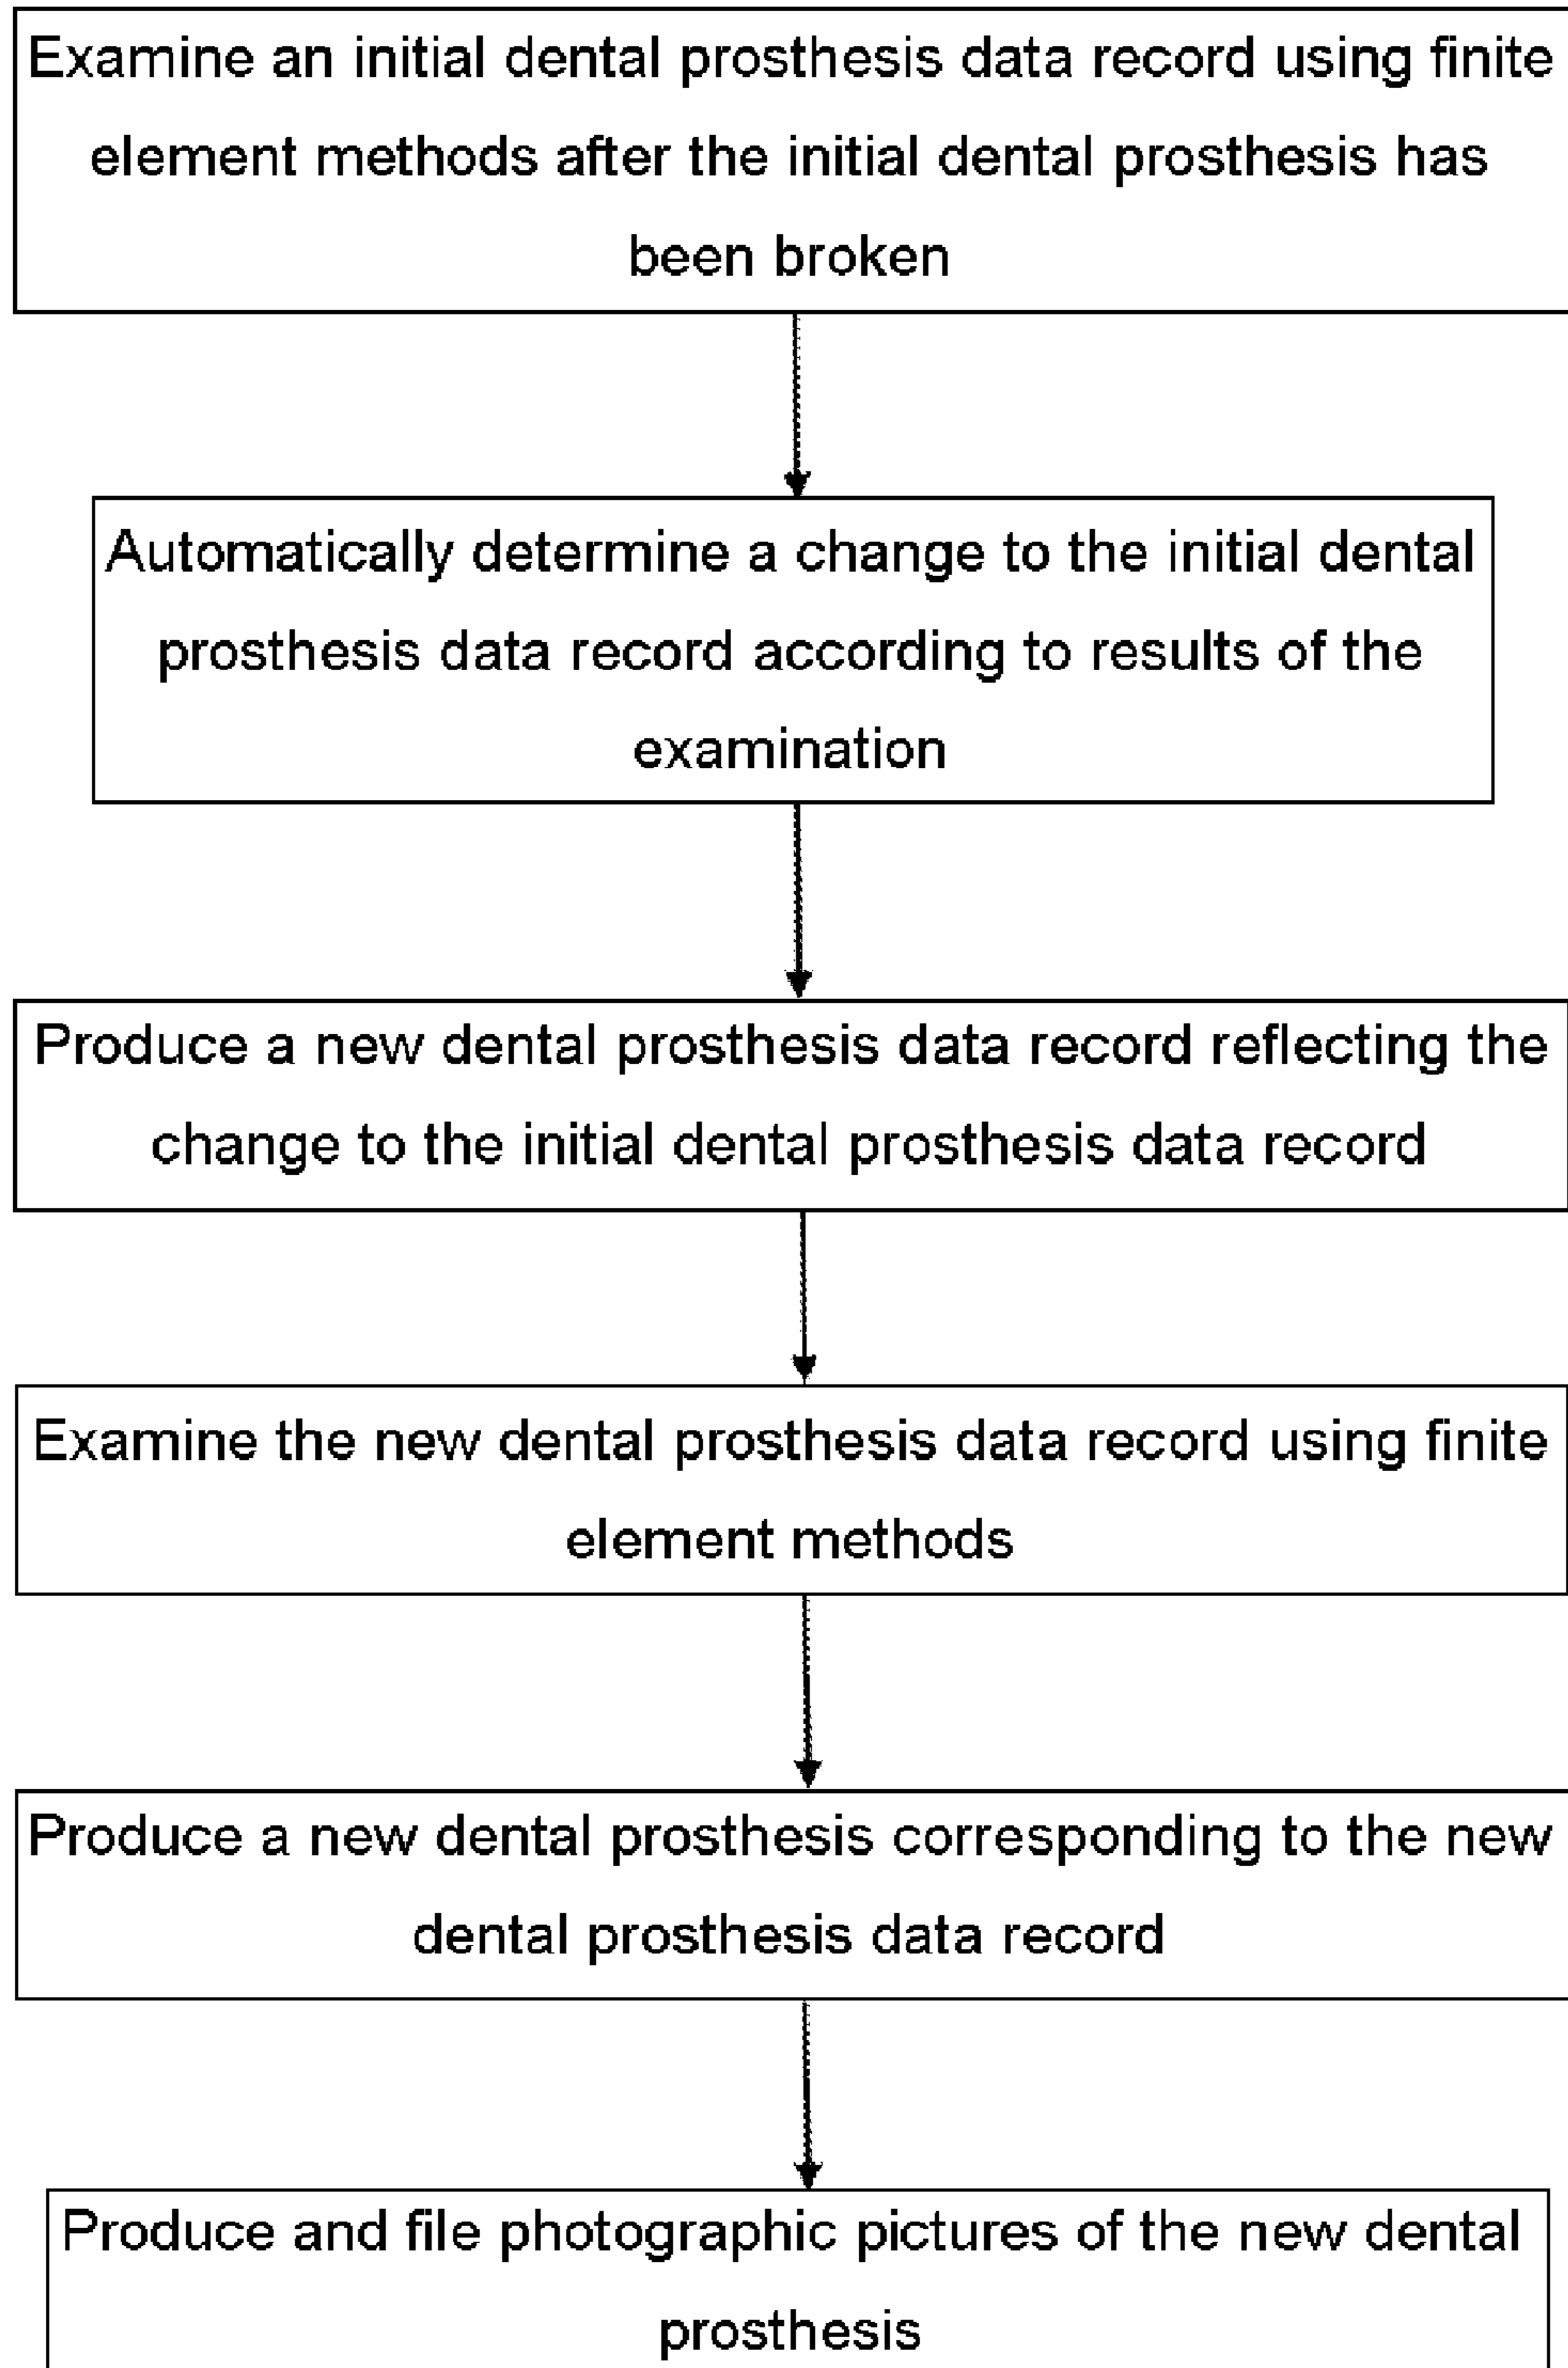 Examine an initial dental prosthesis data record using finite
element methods after the initial dental prosthesis has
been broken
Automatically determine a change to the initial dental
prosthesis data record according to results of the
examination
Produce a new dental prosthesis data record reflecting the
change to the initial dental prosthesis data record
Examine the new dental prosthesis data record using finite
element methods
Produce a new dental prosthesis corresponding to the new
dental prosthesis data record
Produce and file photographic pictures of the new dental
prosthesis